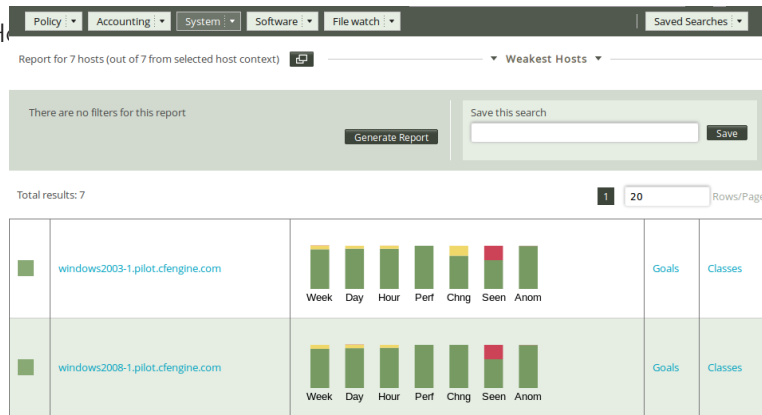 Policy Accounting System Software File watch Saved Searches
Report for 7 hosts (out of 7 from selected host context) Weakest Hosts
There are no filters for this report Save this search
Generate Report Save
Total results: 7 1 20 Rows/Page
windows2003-1.pilot.cfengine.com Goals Classes
Week Day Hour Perf Chng Seen Anom
windows2008-1.pilot.cfengine.com Goals Classes
Week Day Hour Perf Chng Seen Anom